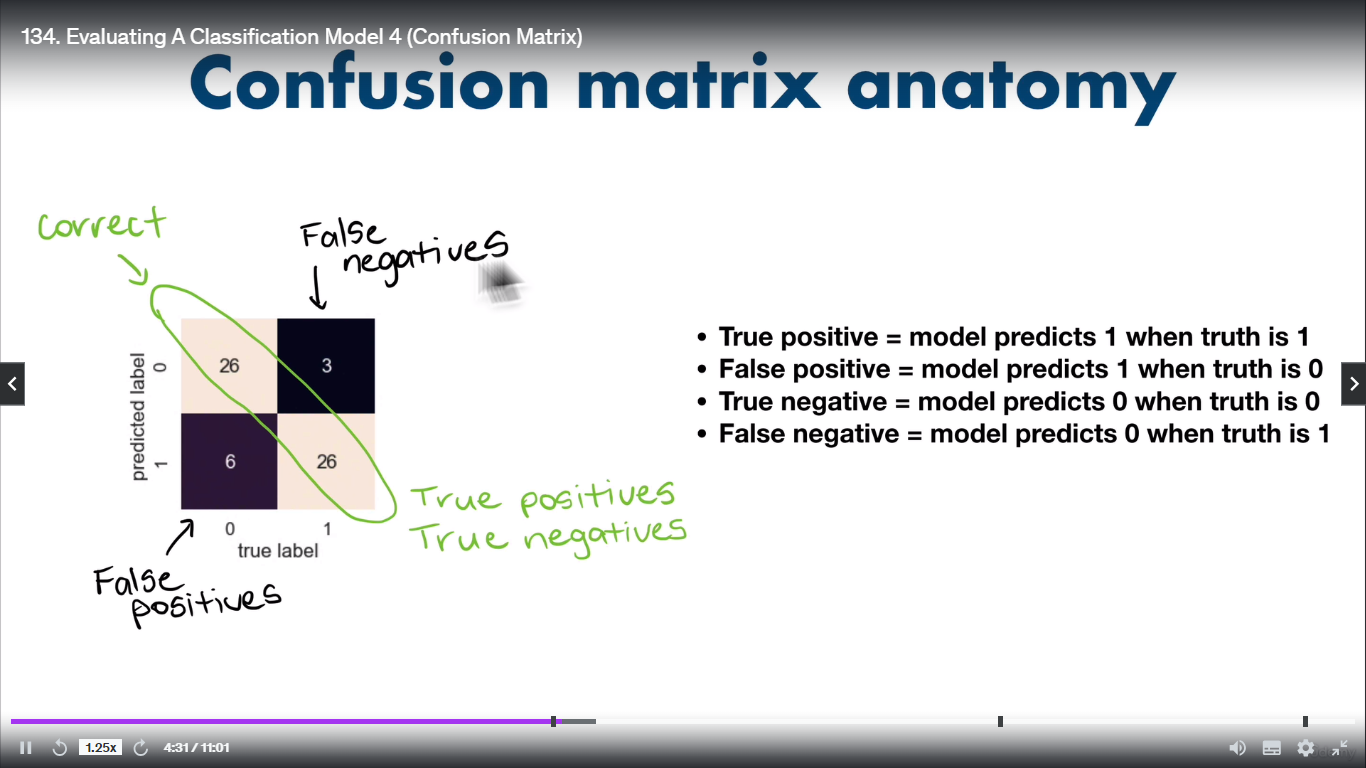 134. Evaluating A Classification Model 4 (Confusion Matrix)
Confusion matrix anatomy
correct
False
negatives
predicted label
0
1
26
3
6
26
0
1
true label
False
positives
True positives
True negatives
• True positive = model predicts 1 when truth is 1
• False positive = model predicts 1 when truth is 0
• True negative = model predicts 0 when truth is 0
• False negative = model predicts 0 when truth is 1
1.25x
4:31 / 11:01